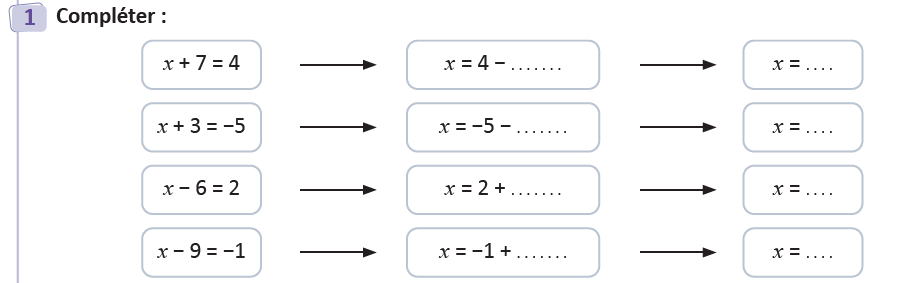 1 Compléter :
x + 7 = 4 → x = 4 – ....... → x = ....
x + 3 = –5 → x = –5 – ....... → x = ....
x – 6 = 2 → x = 2 + ....... → x = ....
x – 9 = –1 → x = –1 + ....... → x = ....